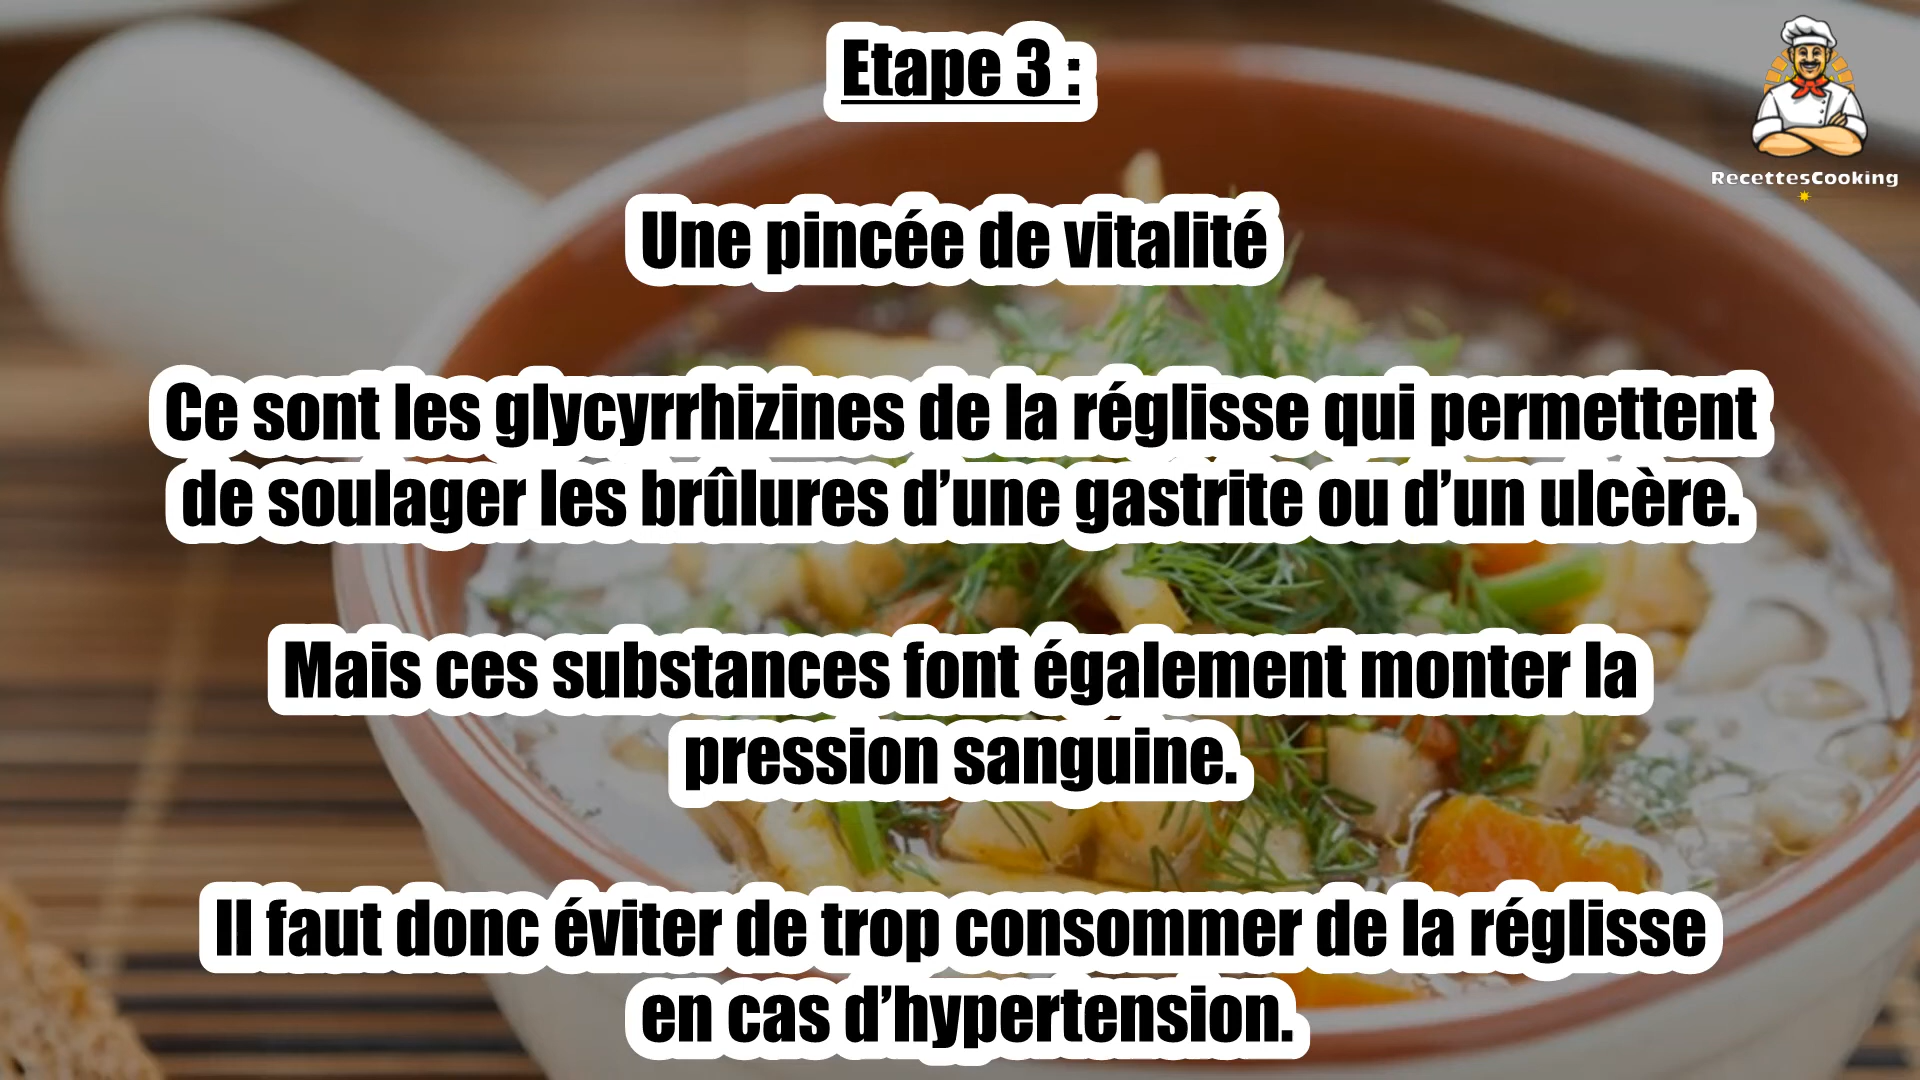 Etape 3 :
RecettesCooking
Une pincée de vitalité
Ce sont les glycyrrhizines de la réglisse qui permettent
de soulager les brûlures d’une gastrite ou d’un ulcère.
Mais ces substances font également monter la
pression sanguine.
Il faut donc éviter de trop consommer de la réglisse
en cas d’hypertension.